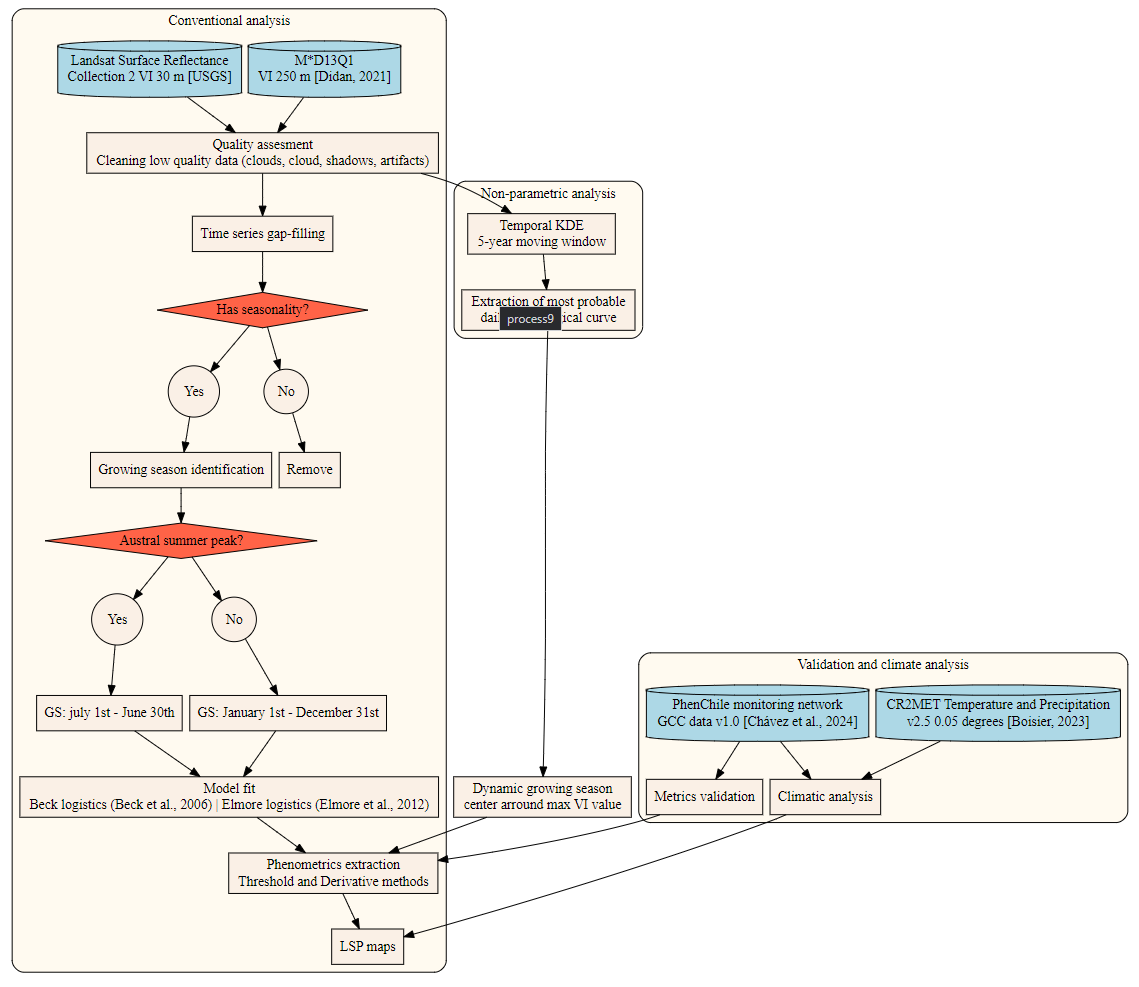 Conventional analysis
Landsat Surface Reflectance
Collection 2 VI 30 m [USGS]
M*D13Q1
VI 250 m [Didan, 2021]
Quality assesment
Cleaning low quality data (clouds, cloud, shadows, artifacts)
Non-parametric analysis
Time series gap-filling
Temporal KDE
5-year moving window
Has seasonality?
Extraction of most probable
process9
curve
Yes
No
Growing season identification
Remove
Austral summer peak?
Yes
No
GS: july 1st - June 30th
GS: January 1st - December 31st
Validation and climate analysis
PhenChile monitoring network
GCC data v1.0 [Chávez et al., 2024]
CR2MET Temperature and Precipitation
v2.5 0.05 degrees [Boisier, 2023]
Model fit
Beck logistics (Beck et al., 2006) | Elmore logistics (Elmore et al., 2012)
Dynamic growing season
center arround max VI value
Metrics validation
Climatic analysis
Phenometrics extraction
Threshold and Derivative methods
LSP maps